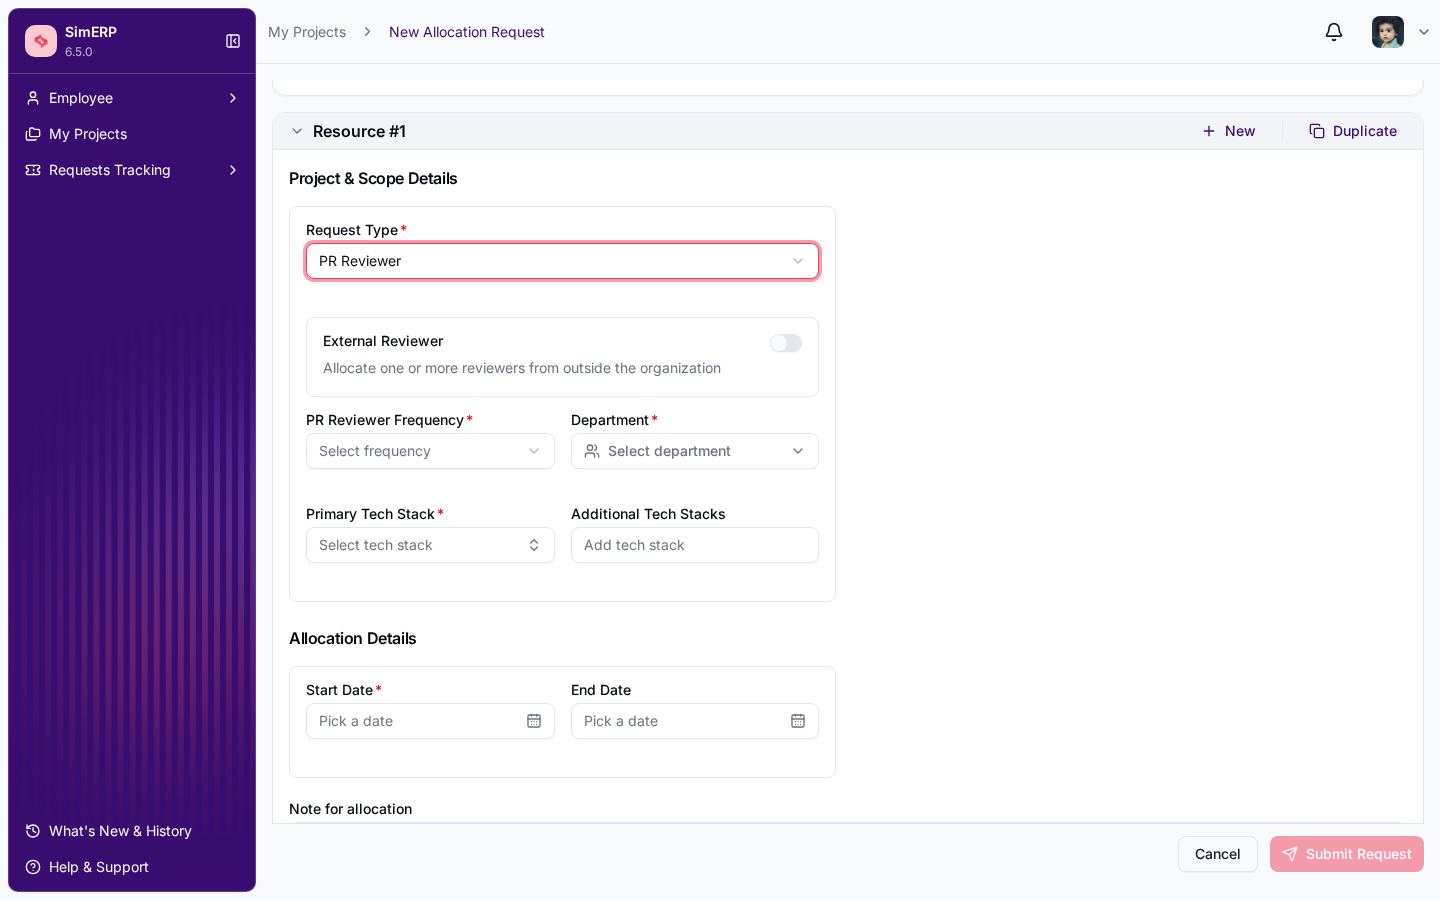 SimERP
6.5.0
Employee
My Projects
Requests Tracking
What's New & History
Help & Support
My Projects
New Allocation Request
Resource #1
New
Duplicate
Project & Scope Details
Request Type*
PR Reviewer
External Reviewer
Allocate one or more reviewers from outside the organization
PR Reviewer Frequency*
Department*
Select frequency
Select department
Primary Tech Stack*
Additional Tech Stacks
Select tech stack
Add tech stack
Allocation Details
Start Date*
End Date
Pick a date
Pick a date
Note for allocation
Cancel
Submit Request